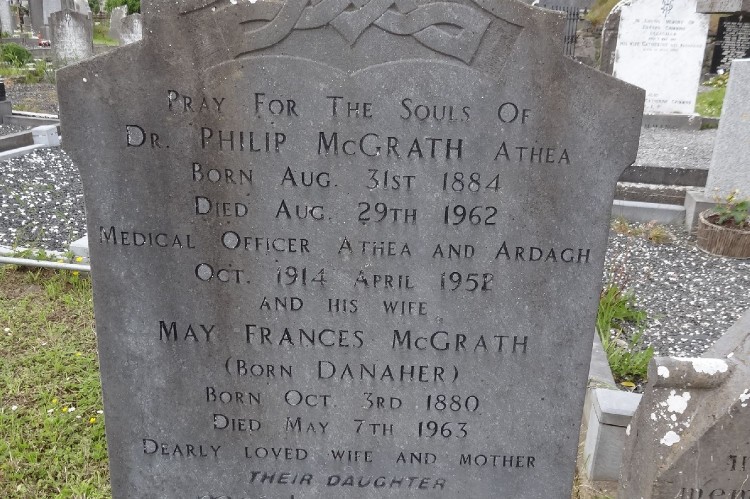 Pray For The Souls Of
Dr. PHILIP McGRATH ATHEA
Born Aug. 31st 1884
Died Aug. 29th 1962
Medical Officer Athea and Ardagh
Oct. 1914 April 1952
and his wife
MAY FRANCES McGRATH
(Born DANAHER)
Born Oct. 3rd 1880
Died May 7th 1963
Dearly loved wife and mother
THEIR DAUGHTER